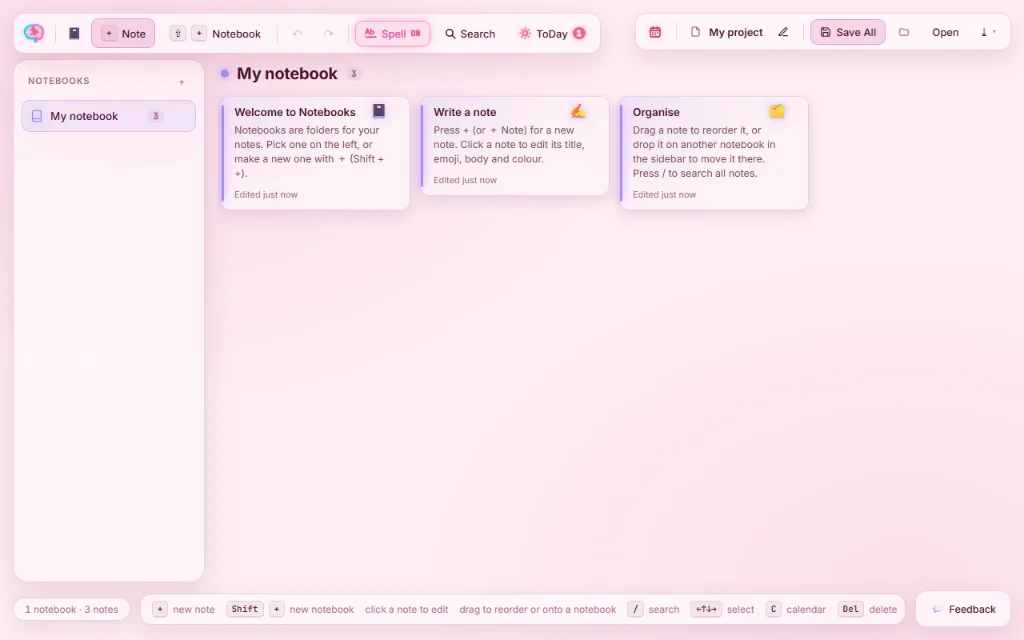 + Note
⇧ + Notebook
Ab Spell ON
Search
ToDay 1
My project
Save All
Open
NOTEBOOKS +
My notebook 3
My notebook 3
Welcome to Notebooks
Notebooks are folders for your
notes. Pick one on the left, or
make a new one with + (Shift +
+).
Edited just now
Write a note
Press + (or + Note) for a new
note. Click a note to edit its title,
emoji, body and colour.
Edited just now
Organise
Drag a note to reorder it, or
drop it on another notebook in
the sidebar to move it there.
Press / to search all notes.
Edited just now
1 notebook · 3 notes
+ new note Shift + new notebook click a note to edit drag to reorder or onto a notebook / search ←↑↓→ select C calendar Del delete
Feedback